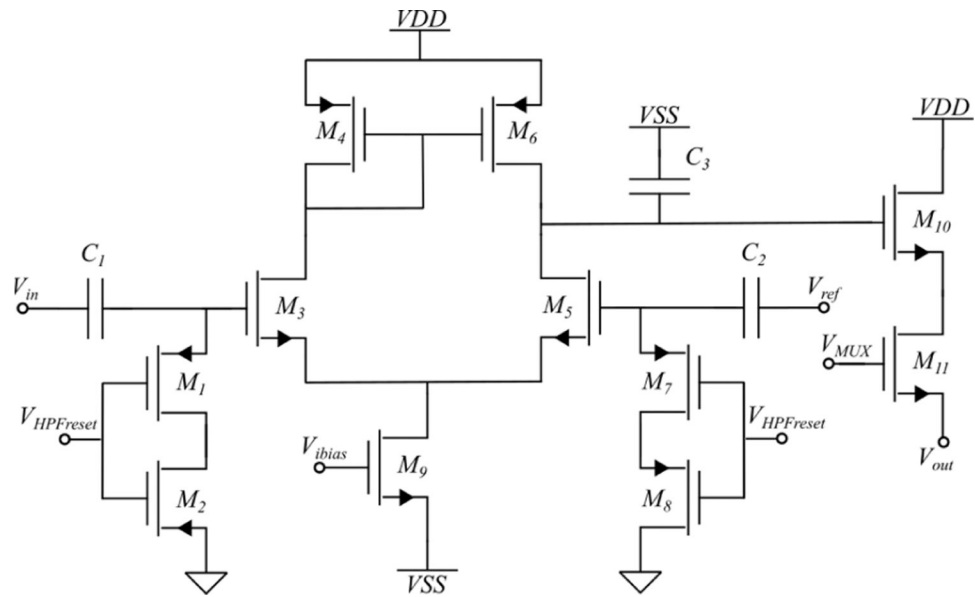 VDD
M4
M6
VSS
C3
VDD
M10
C1
Vin
M3
M5
C2
Vref
VMUX
M11
M1
M7
VHPFreset
Vibias
M9
VHPFreset
Vout
M2
M8
VSS